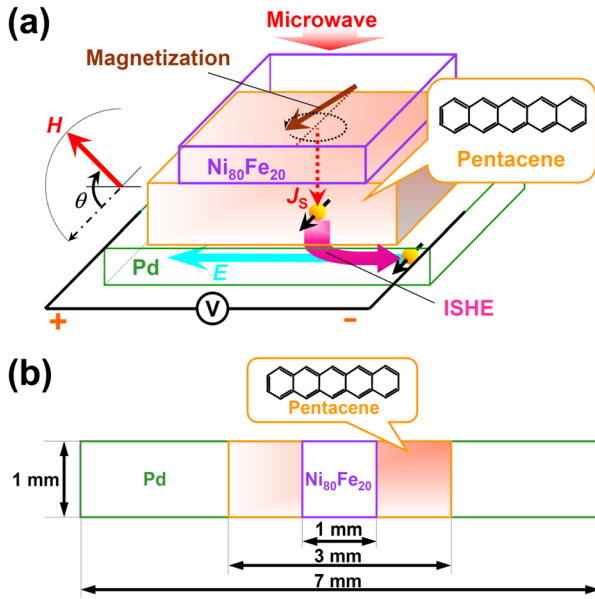 (a)
Microwave
Magnetization
H
θ
Ni₈₀Fe₂₀
Pentacene
Jₛ
Pd
E
ISHE
V
+
-
(b)
Pentacene
1 mm
Pd
Ni₈₀Fe₂₀
1 mm
3 mm
7 mm